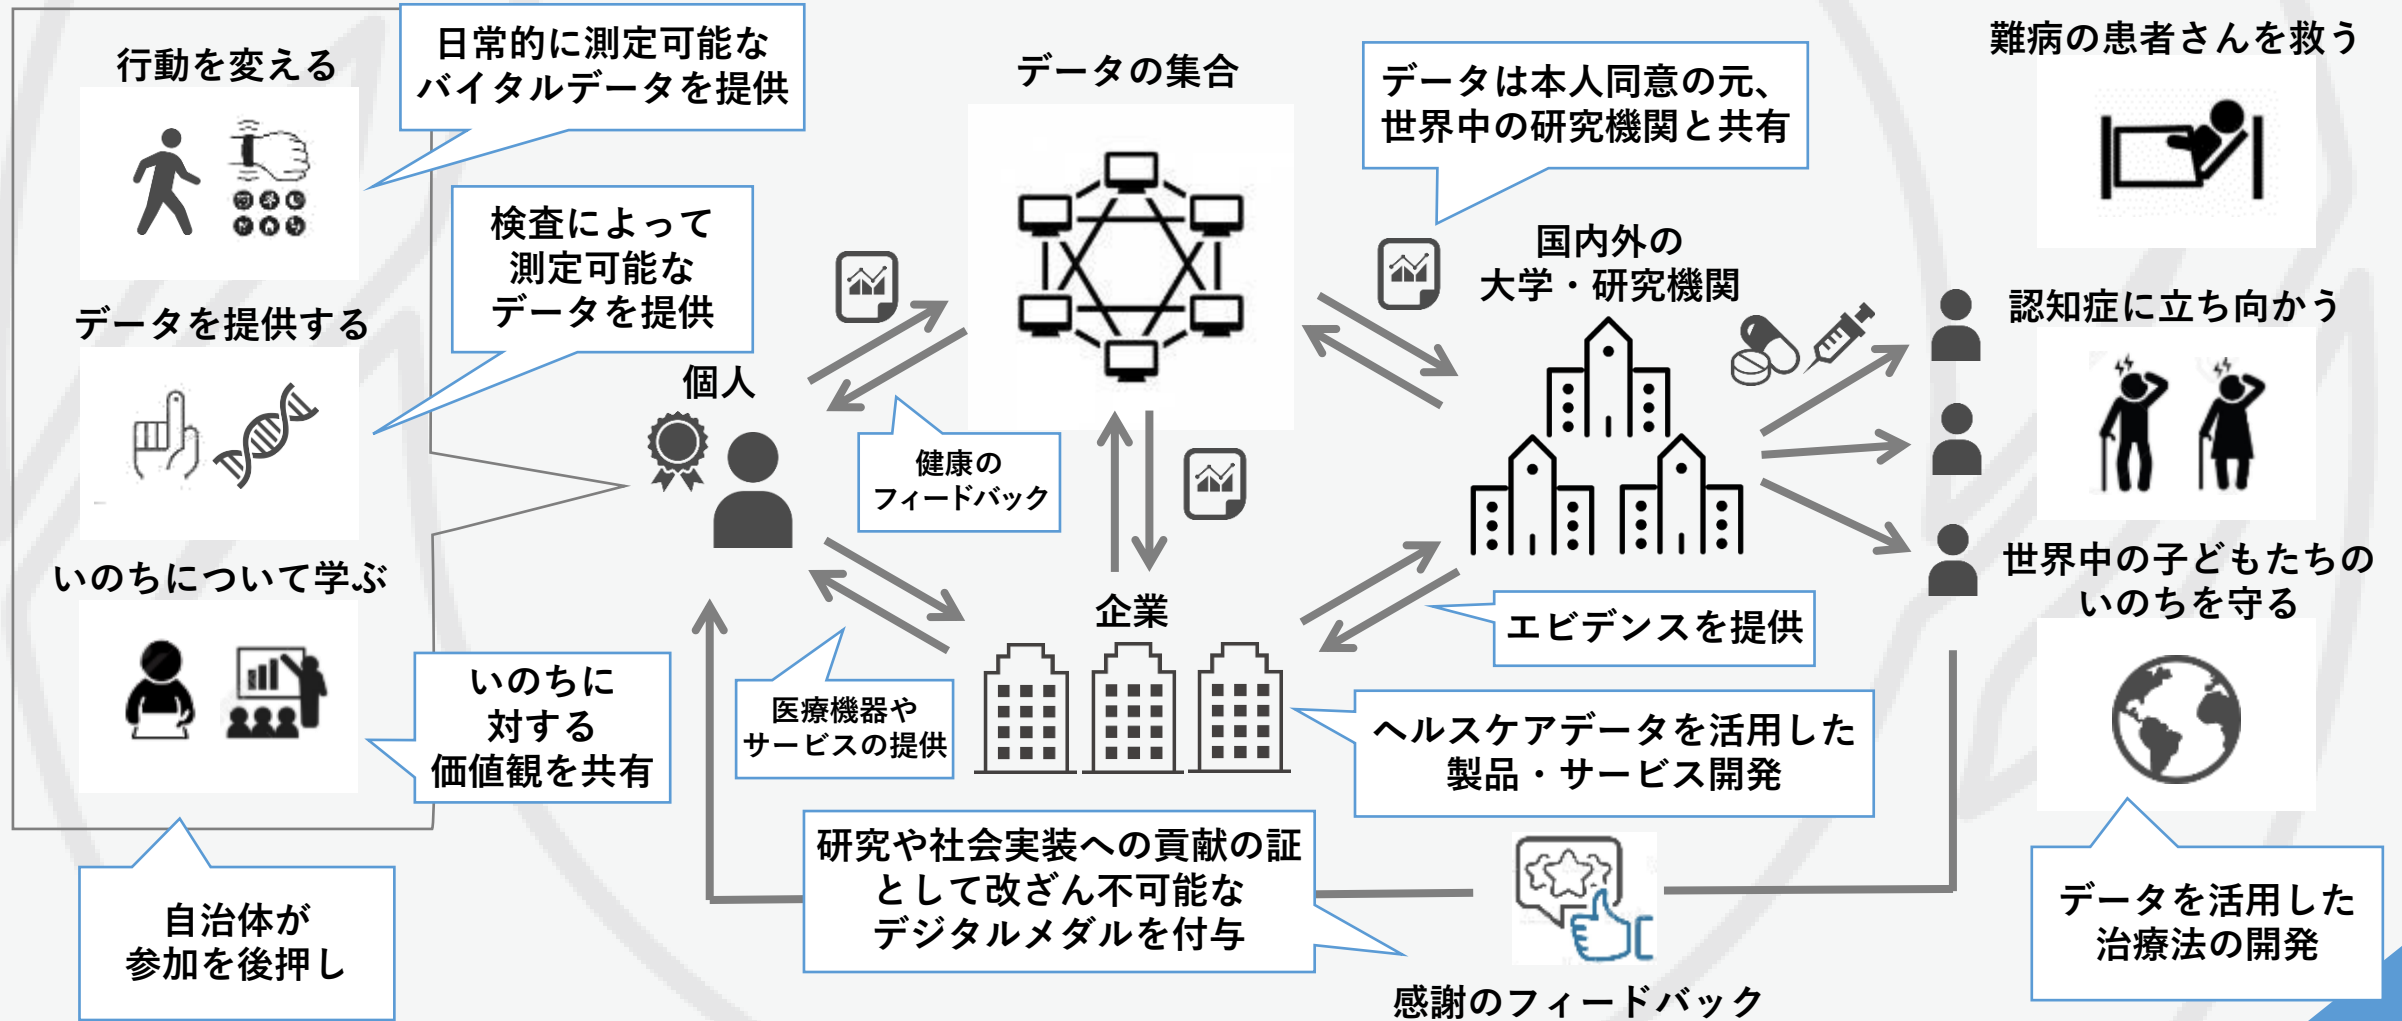 行動を変える
日常的に測定可能な
バイタルデータを提供
データを提供する
検査によって
測定可能な
データを提供
いのちについて学ぶ
いのちに
対する
価値観を共有
自治体が
参加を後押し
個人
データの集合
健康の
フィードバック
医療機器や
サービスの提供
企業
データは本人同意の元、
世界中の研究機関と共有
国内外の
大学・研究機関
エビデンスを提供
ヘルスケアデータを活用した
製品・サービス開発
研究や社会実装への貢献の証
として改ざん不可能な
デジタルメダルを付与
感謝のフィードバック
難病の患者さんを救う
認知症に立ち向かう
世界中の子どもたちの
いのちを守る
データを活用した
治療法の開発